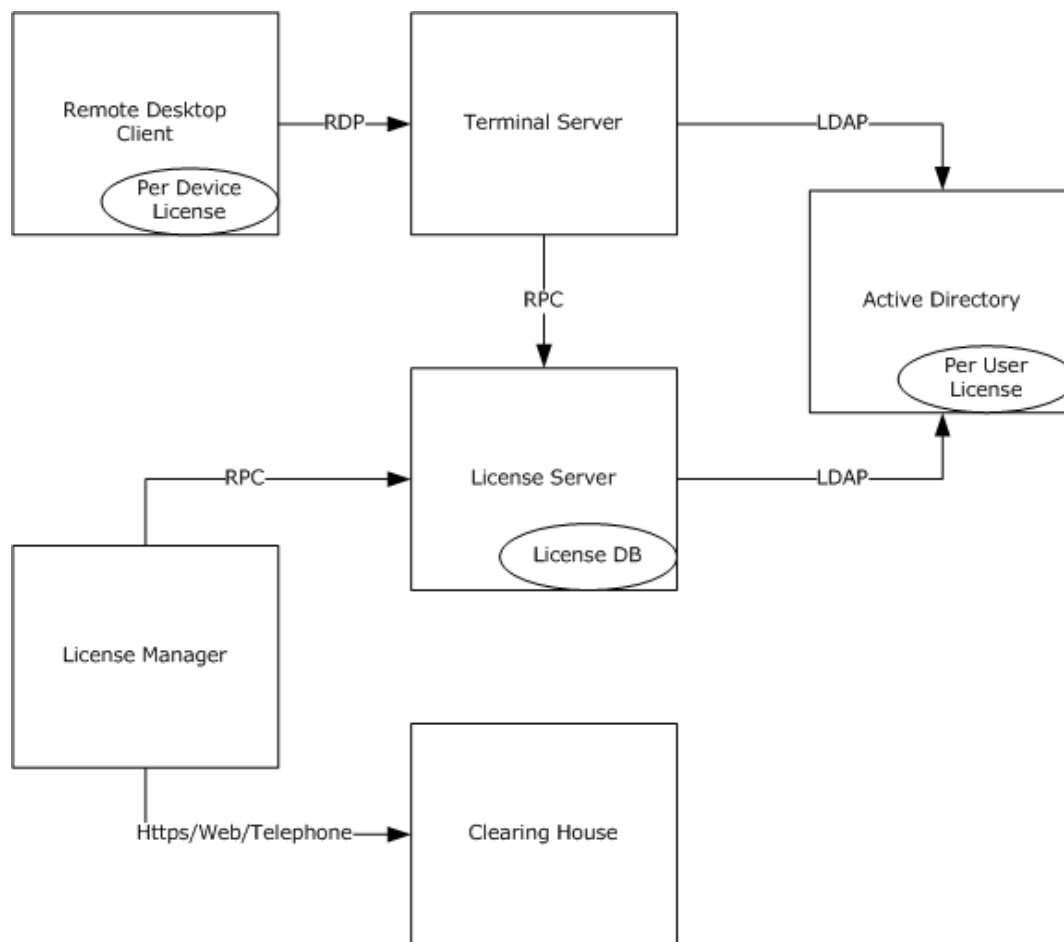 Remote Desktop
Client
Per Device
License
RDP
Terminal Server
LDAP
RPC
Active Directory
Per User
License
RPC
License Server
License DB
LDAP
License Manager
Https/Web/Telephone
Clearing House